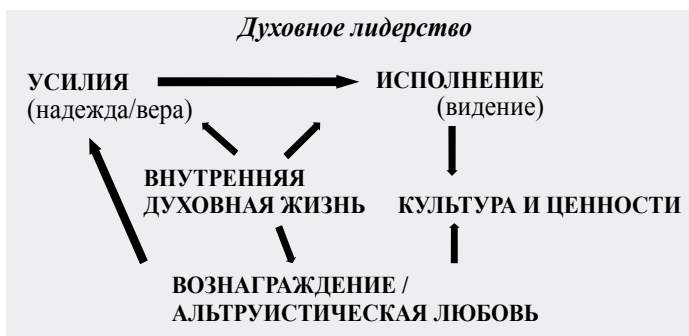 Духовное лидерство
УСИЛИЯ
(надежда/вера)
ИСПОЛНЕНИЕ
(видение)
ВНУТРЕННЯЯ
ДУХОВНАЯ ЖИЗНЬ
КУЛЬТУРА И ЦЕННОСТИ
ВОЗНАГРАЖДЕНИЕ /
АЛЬТРУИСТИЧЕСКАЯ ЛЮБОВЬ